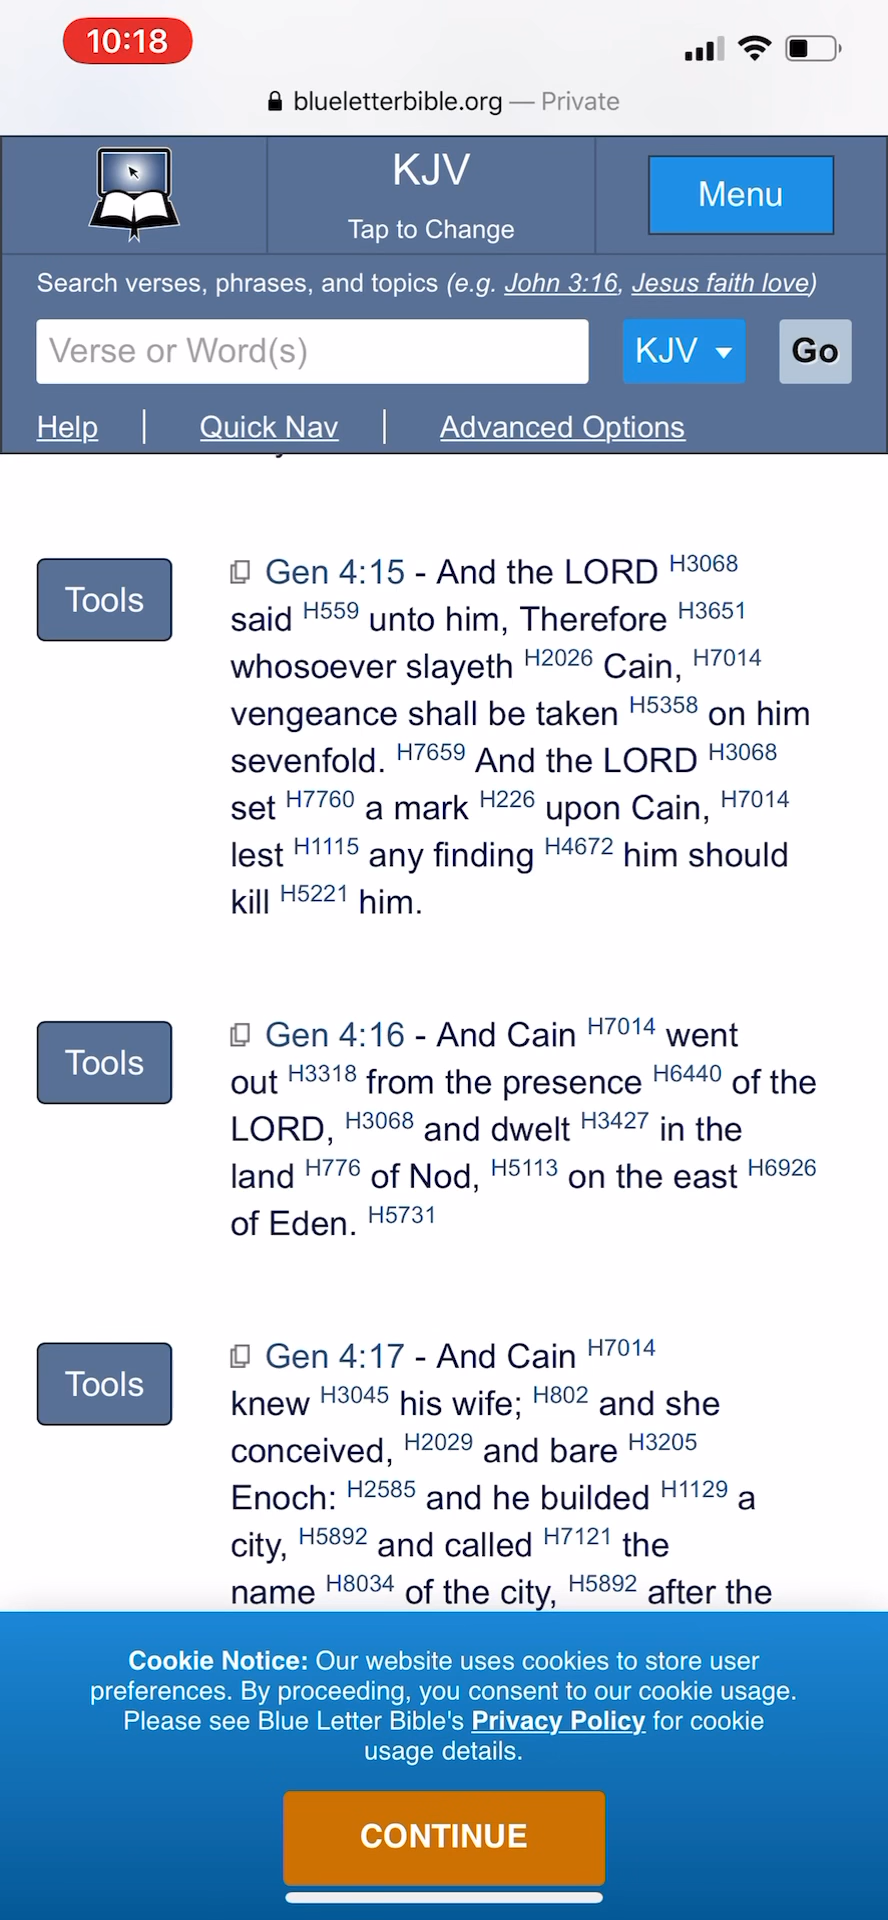 10:18
blueletterbible.org — Private
KJV
Tap to Change
Menu
Search verses, phrases, and topics (e.g. John 3:16, Jesus faith love)
Verse or Word(s)
KJV
Go
Help | Quick Nav | Advanced Options
Tools
Gen 4:15 - And the LORD H3068
said H559 unto him, Therefore H3651
whosoever slayeth H2026 Cain, H7014
vengeance shall be taken H5358 on him
sevenfold. H7659 And the LORD H3068
set H7760 a mark H226 upon Cain, H7014
lest H1115 any finding H4672 him should
kill H5221 him.
Tools
Gen 4:16 - And Cain H7014 went
out H3318 from the presence H6440 of the
LORD, H3068 and dwelt H3427 in the
land H776 of Nod, H5113 on the east H6926
of Eden. H5731
Tools
Gen 4:17 - And Cain H7014
knew H3045 his wife; H802 and she
conceived, H2029 and bare H3205
Enoch: H2585 and he builded H1129 a
city, H5892 and called H7121 the
name H8034 of the city, H5892 after the
Cookie Notice: Our website uses cookies to store user
preferences. By proceeding, you consent to our cookie usage.
Please see Blue Letter Bible's Privacy Policy for cookie
usage details.
CONTINUE